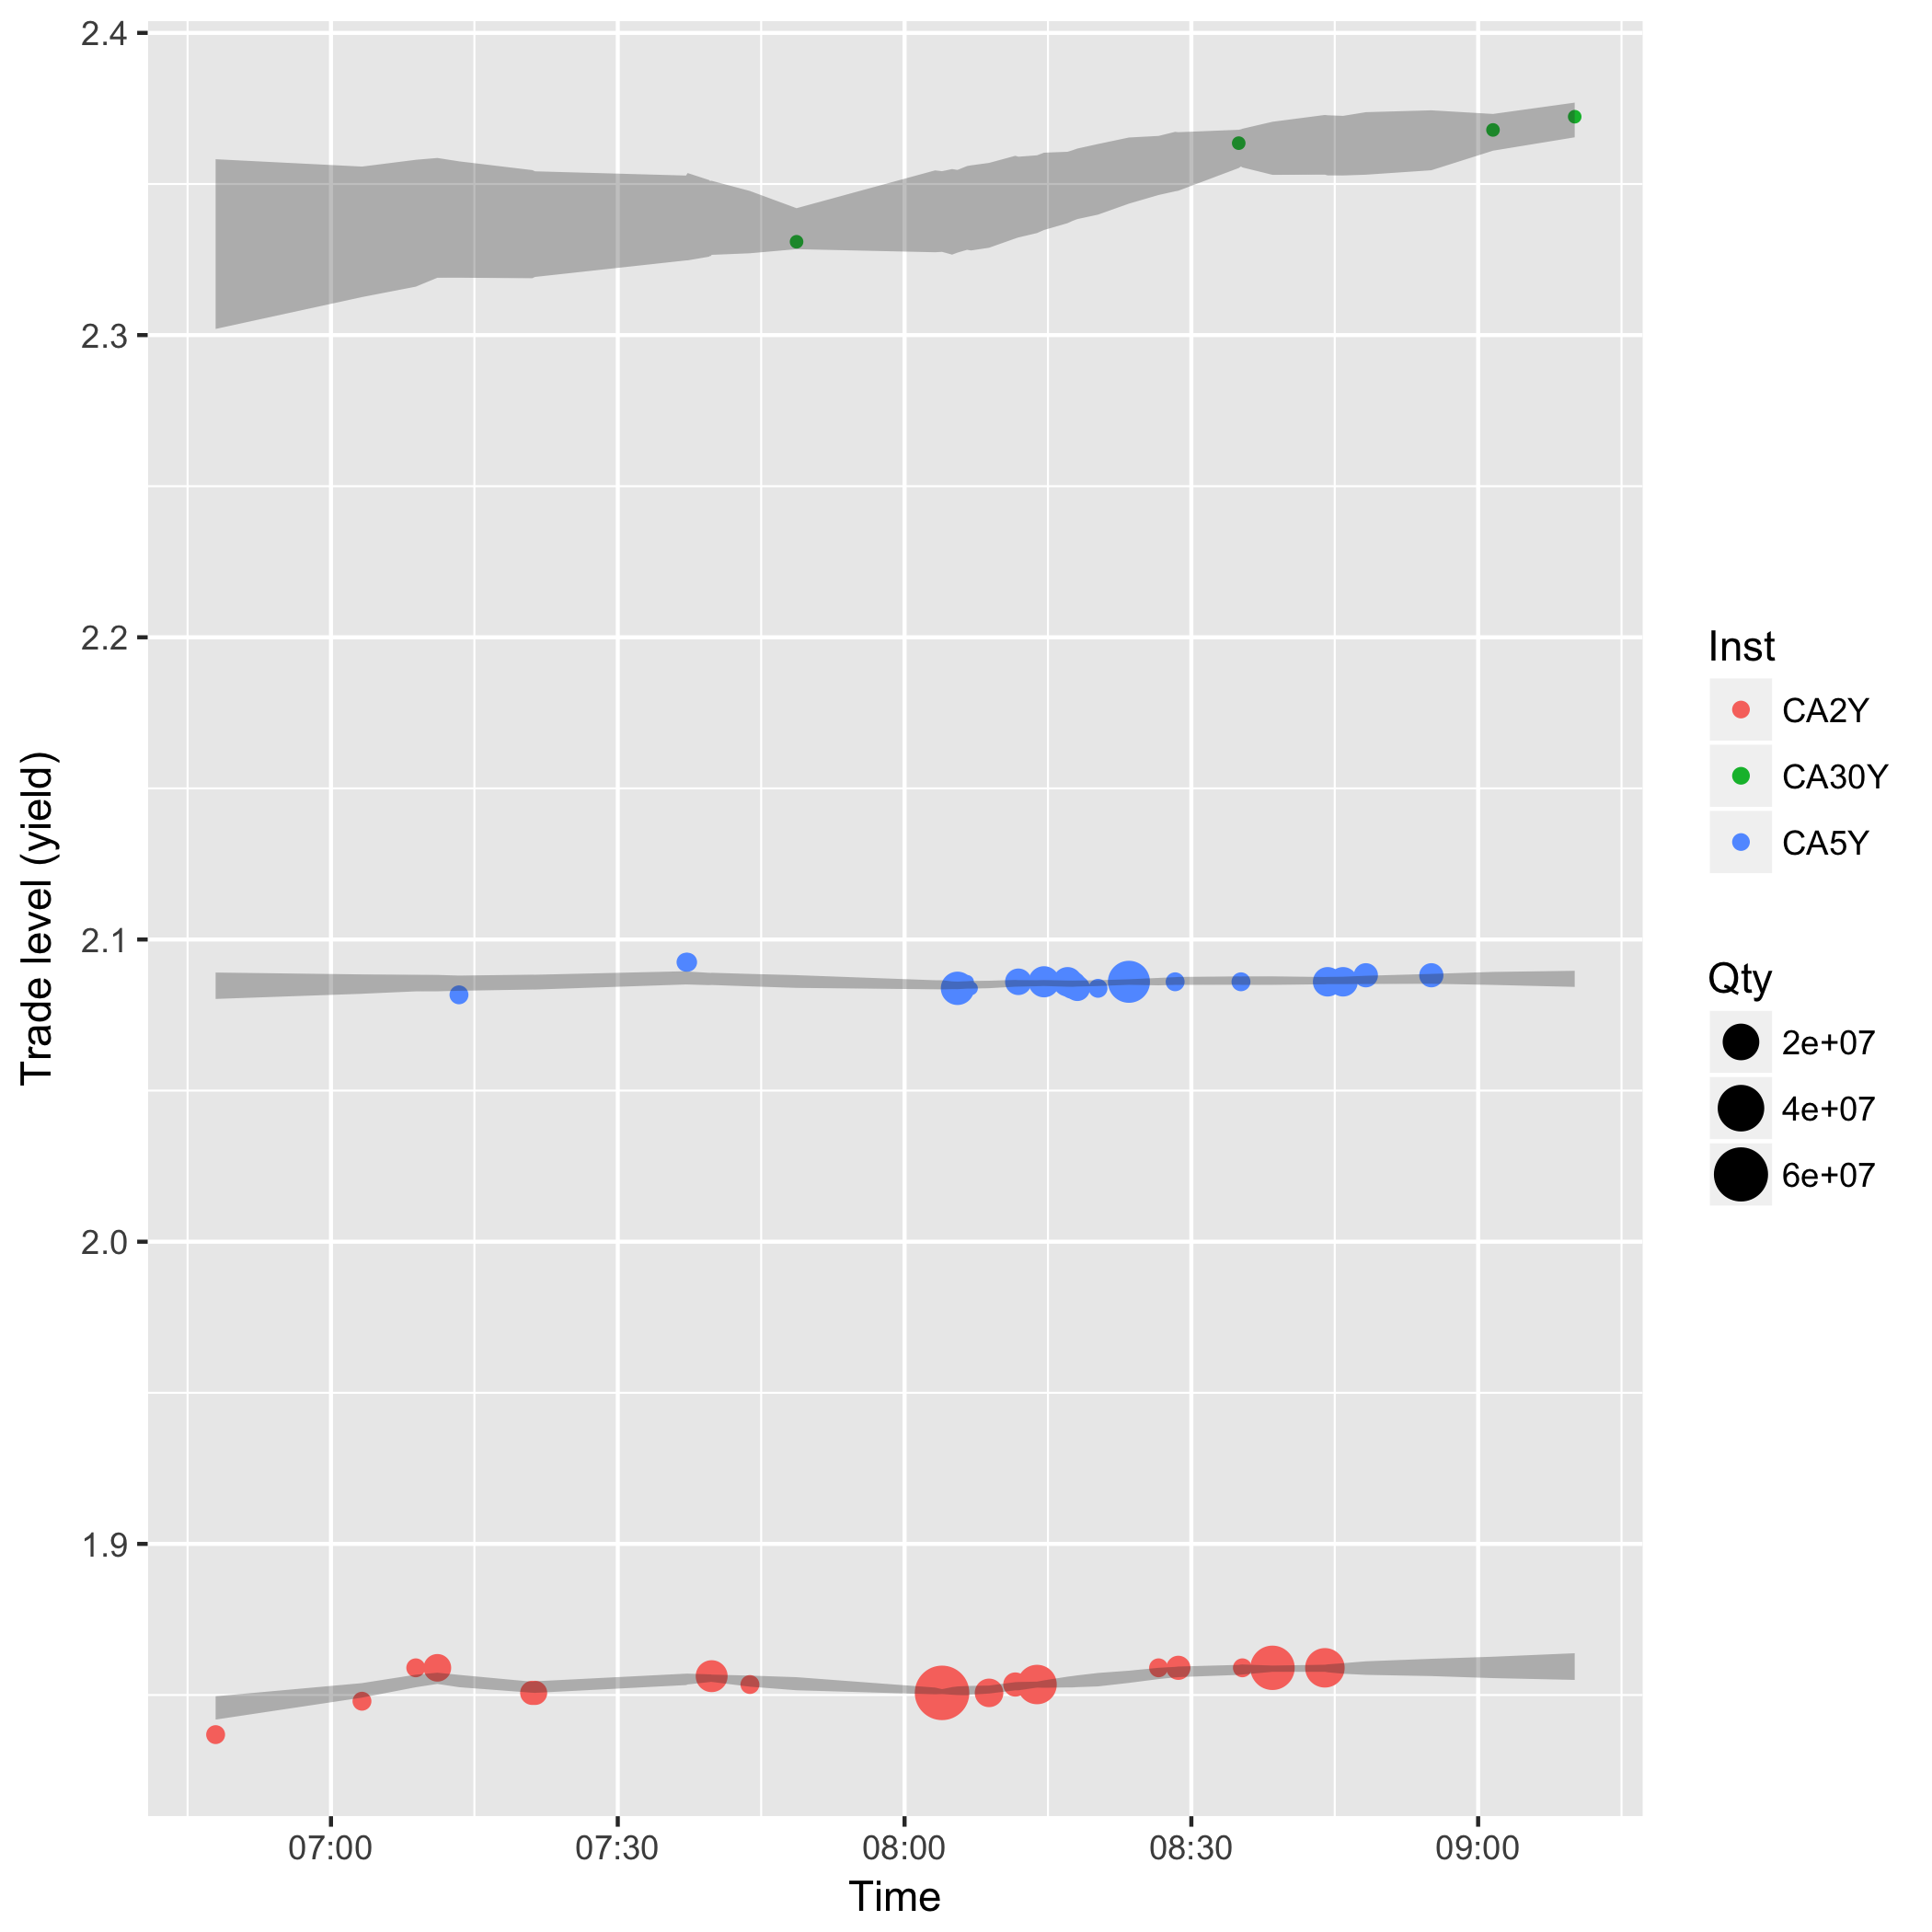 2.4
2.3
2.2
2.1
2.0
1.9
Trade level (yield)
07:00
07:30
08:00
08:30
09:00
Time
Inst
CA2Y
CA30Y
CA5Y
Qty
2e+07
4e+07
6e+07